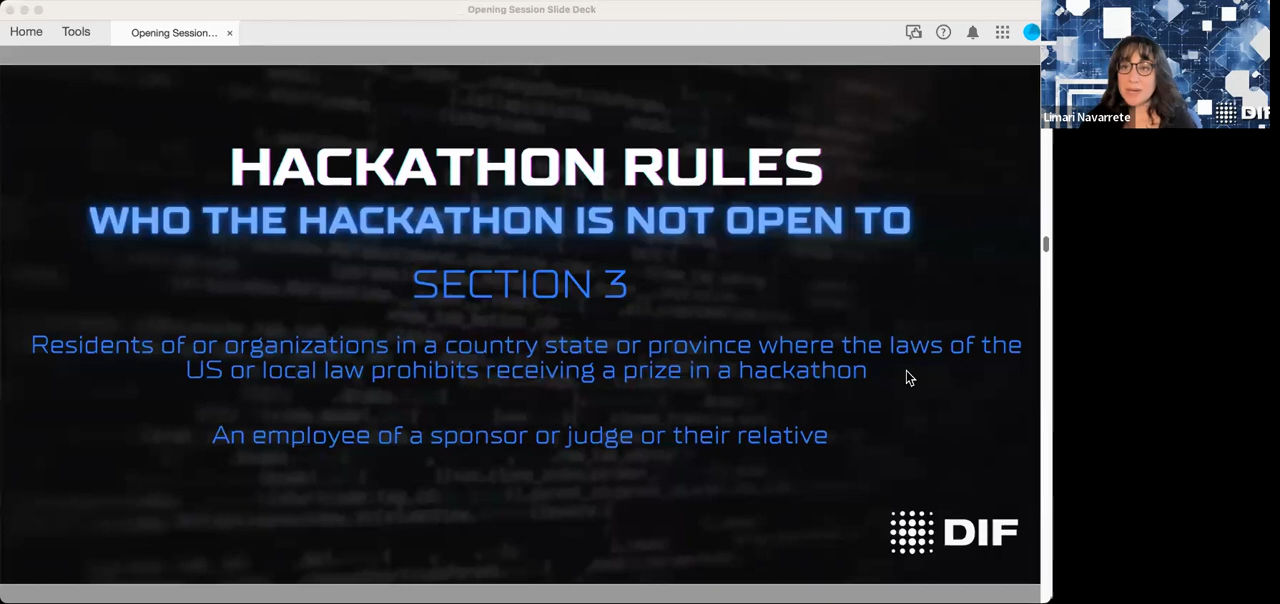 Opening Session Slide Deck
Home Tools Opening Session... ×
HACKATHON RULES
WHO THE HACKATHON IS NOT OPEN TO
SECTION 3
Residents of or organizations in a country state or province where the laws of the
US or local law prohibits receiving a prize in a hackathon
An employee of a sponsor or judge or their relative
DIF
Limari Navarrete
DIF